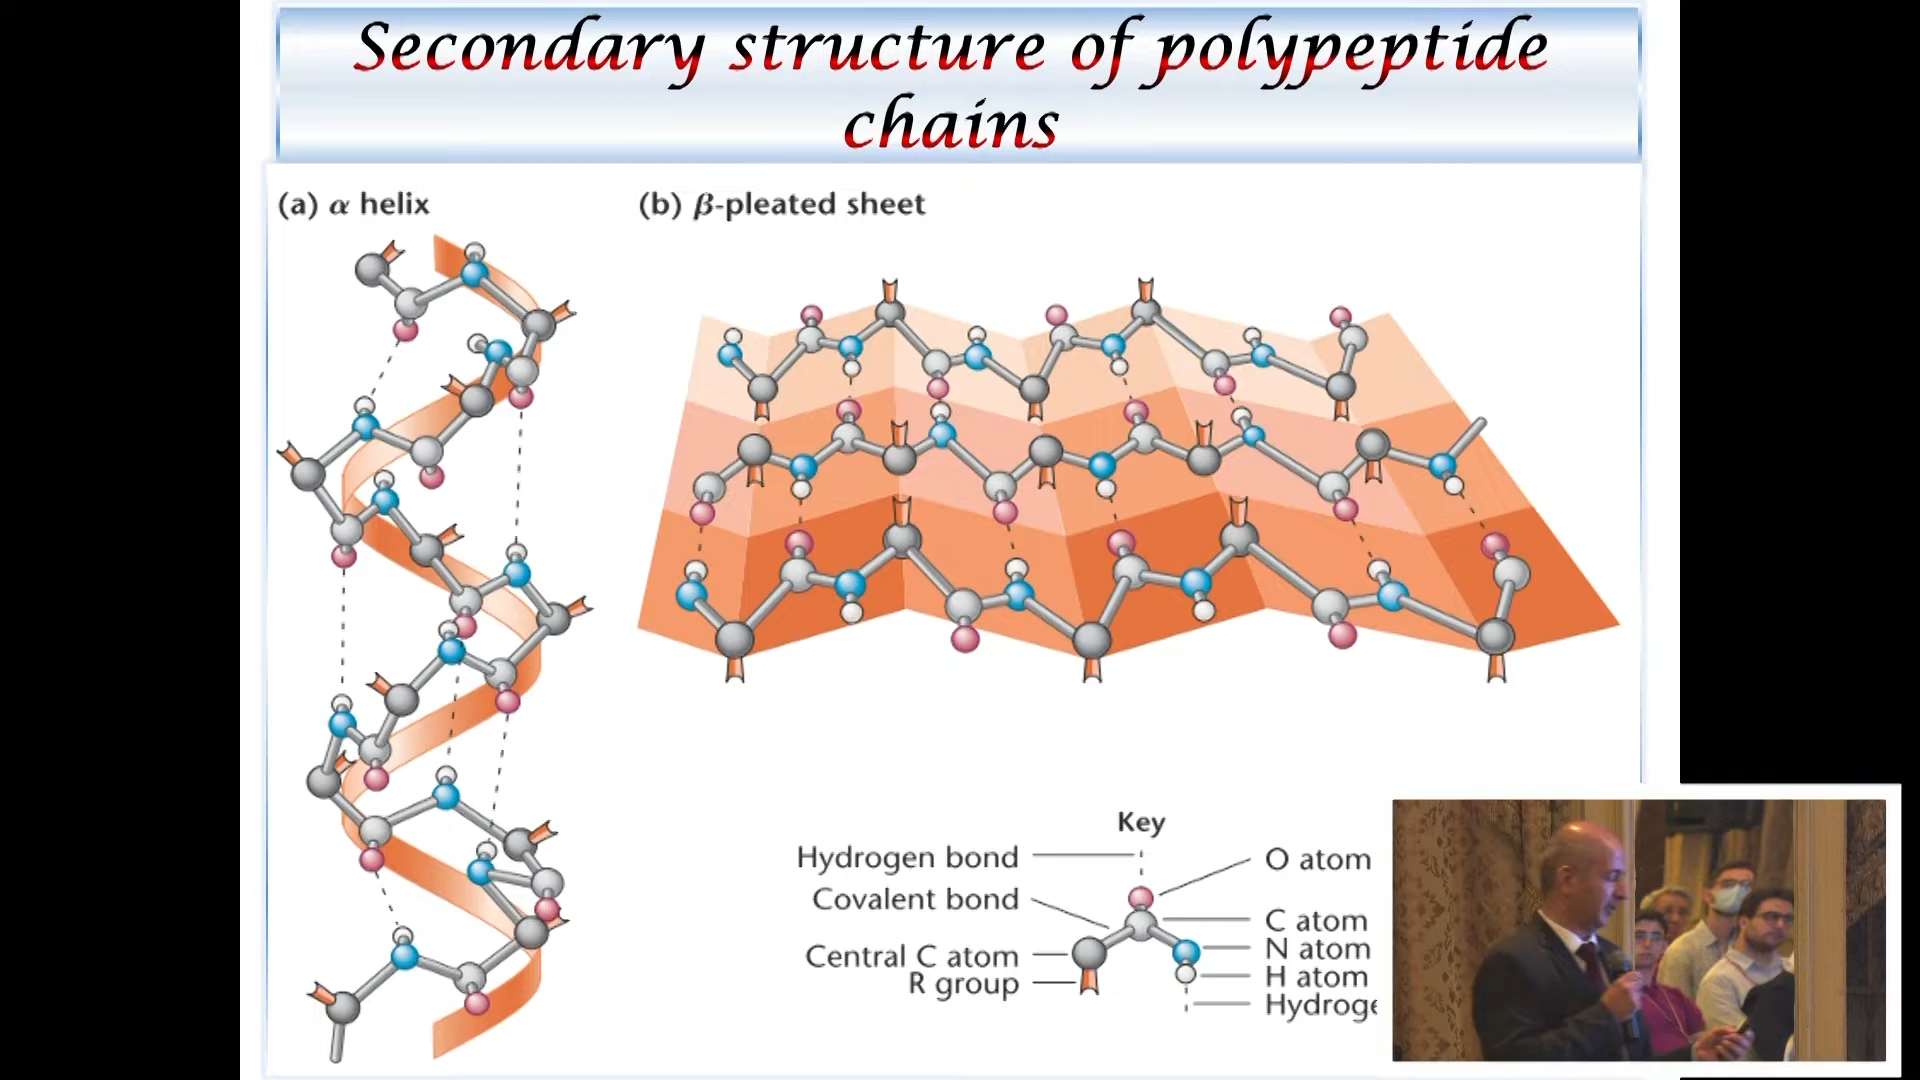 Secondary structure of polypeptide
chains
(a) α helix
(b) β-pleated sheet
Key
Hydrogen bond
Covalent bond
Central C atom
R group
O atom
C atom
N atom
H atom